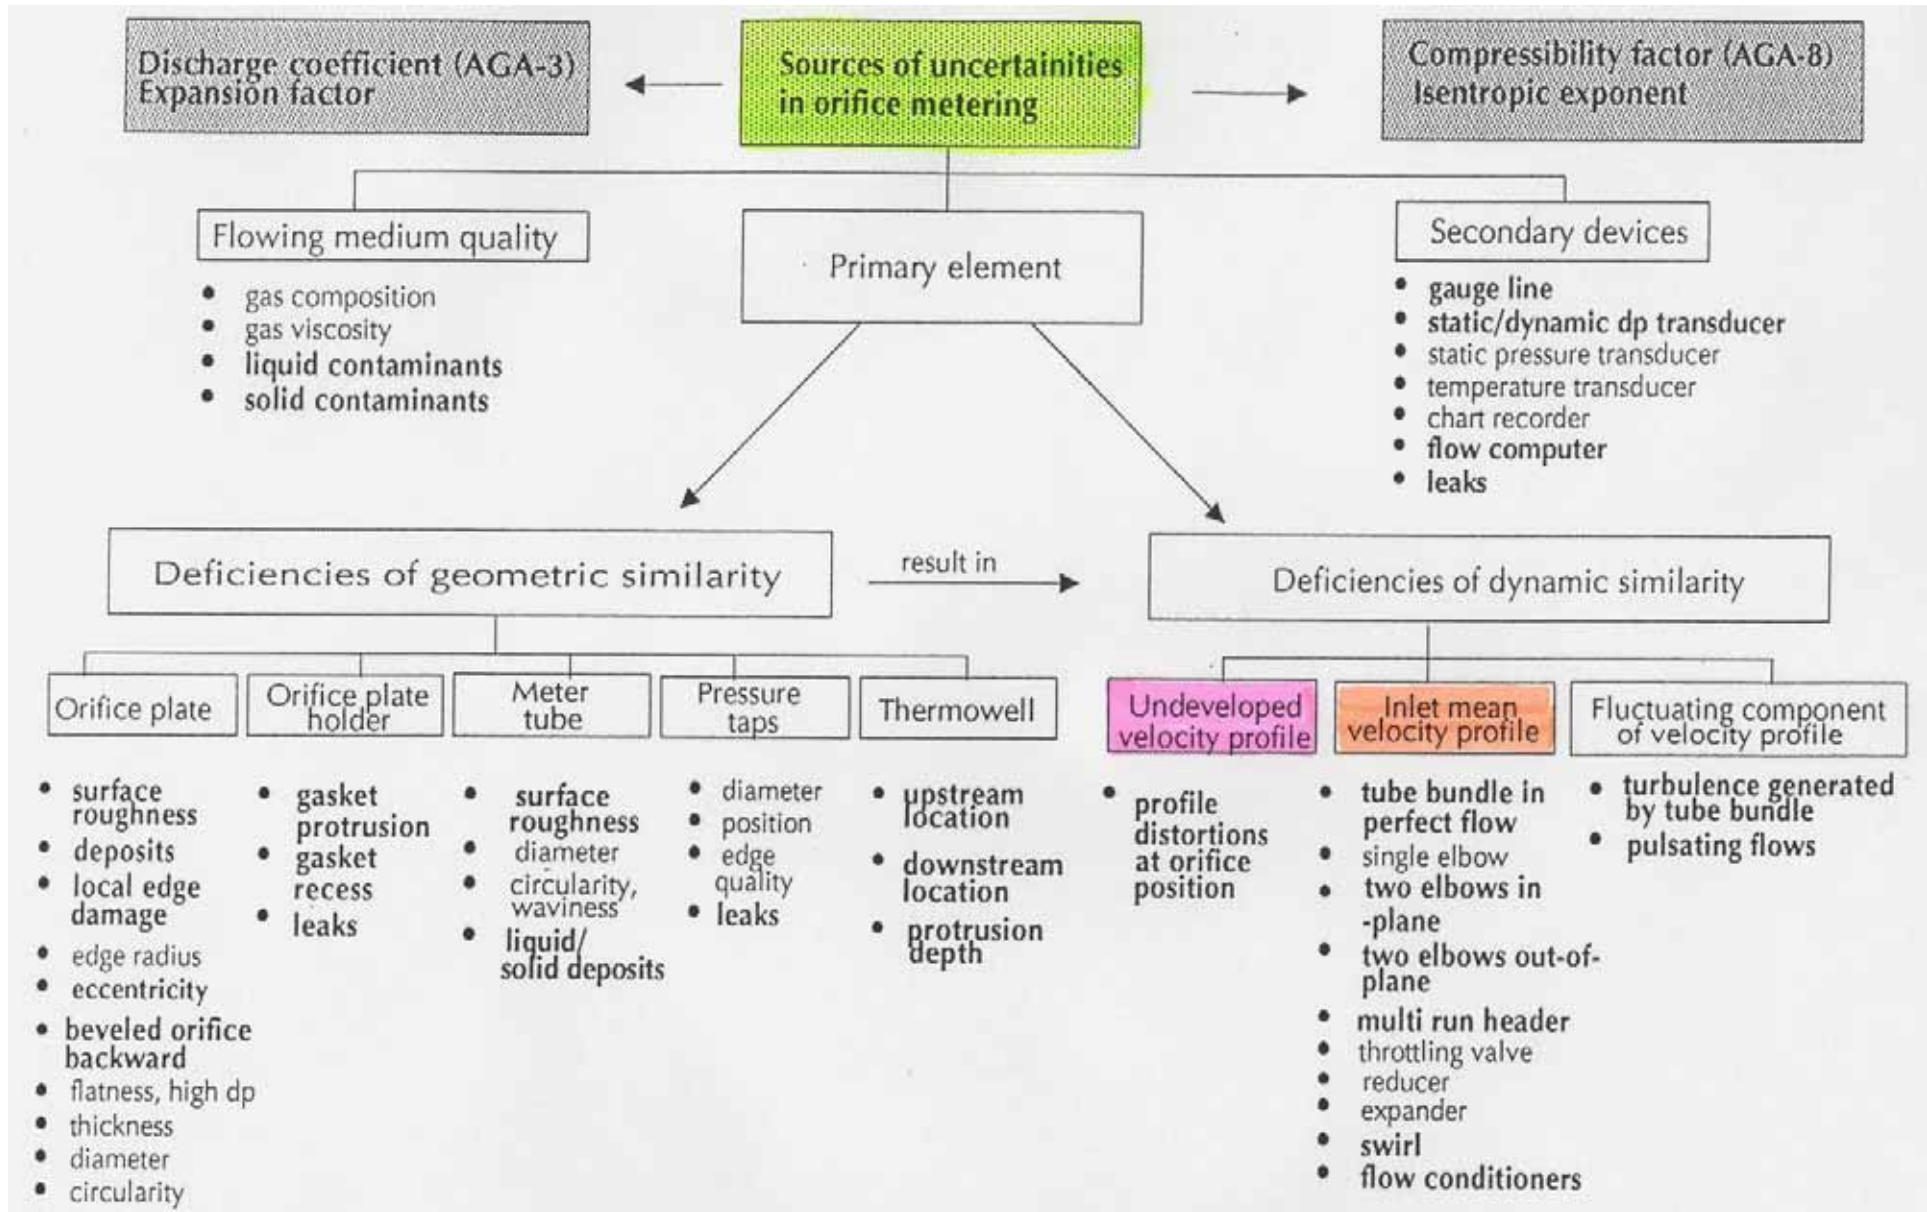 Discharge coefficient (AGA-3)
Expansion factor
Sources of uncertainities
in orifice metering
Compressibility factor (AGA-8)
Isentropic exponent
Flowing medium quality
• gas composition
• gas viscosity
• liquid contaminants
• solid contaminants
Primary element
Secondary devices
• gauge line
• static/dynamic dp transducer
• static pressure transducer
• temperature transducer
• chart recorder
• flow computer
• leaks
Deficiencies of geometric similarity
result in
Deficiencies of dynamic similarity
Orifice plate
• surface
roughness
• deposits
• local edge
damage
• edge radius
• eccentricity
• beveled orifice
backward
• flatness, high dp
• thickness
• diameter
• circularity
Orifice plate
holder
• gasket
protrusion
• gasket
recess
• leaks
Meter
tube
• surface
roughness
• diameter
• circularity,
waviness
• liquid/
solid deposits
Pressure
taps
• diameter
• position
• edge
quality
• leaks
Thermowell
• upstream
location
• downstream
location
• protrusion
depth
Undeveloped
velocity profile
• profile
distortions
at orifice
position
Inlet mean
velocity profile
• tube bundle in
perfect flow
• single elbow
• two elbows in
-plane
• two elbows out-of-
plane
• multi run header
• throttling valve
• reducer
• expander
• swirl
• flow conditioners
Fluctuating component
of velocity profile
• turbulence generated
by tube bundle
• pulsating flows